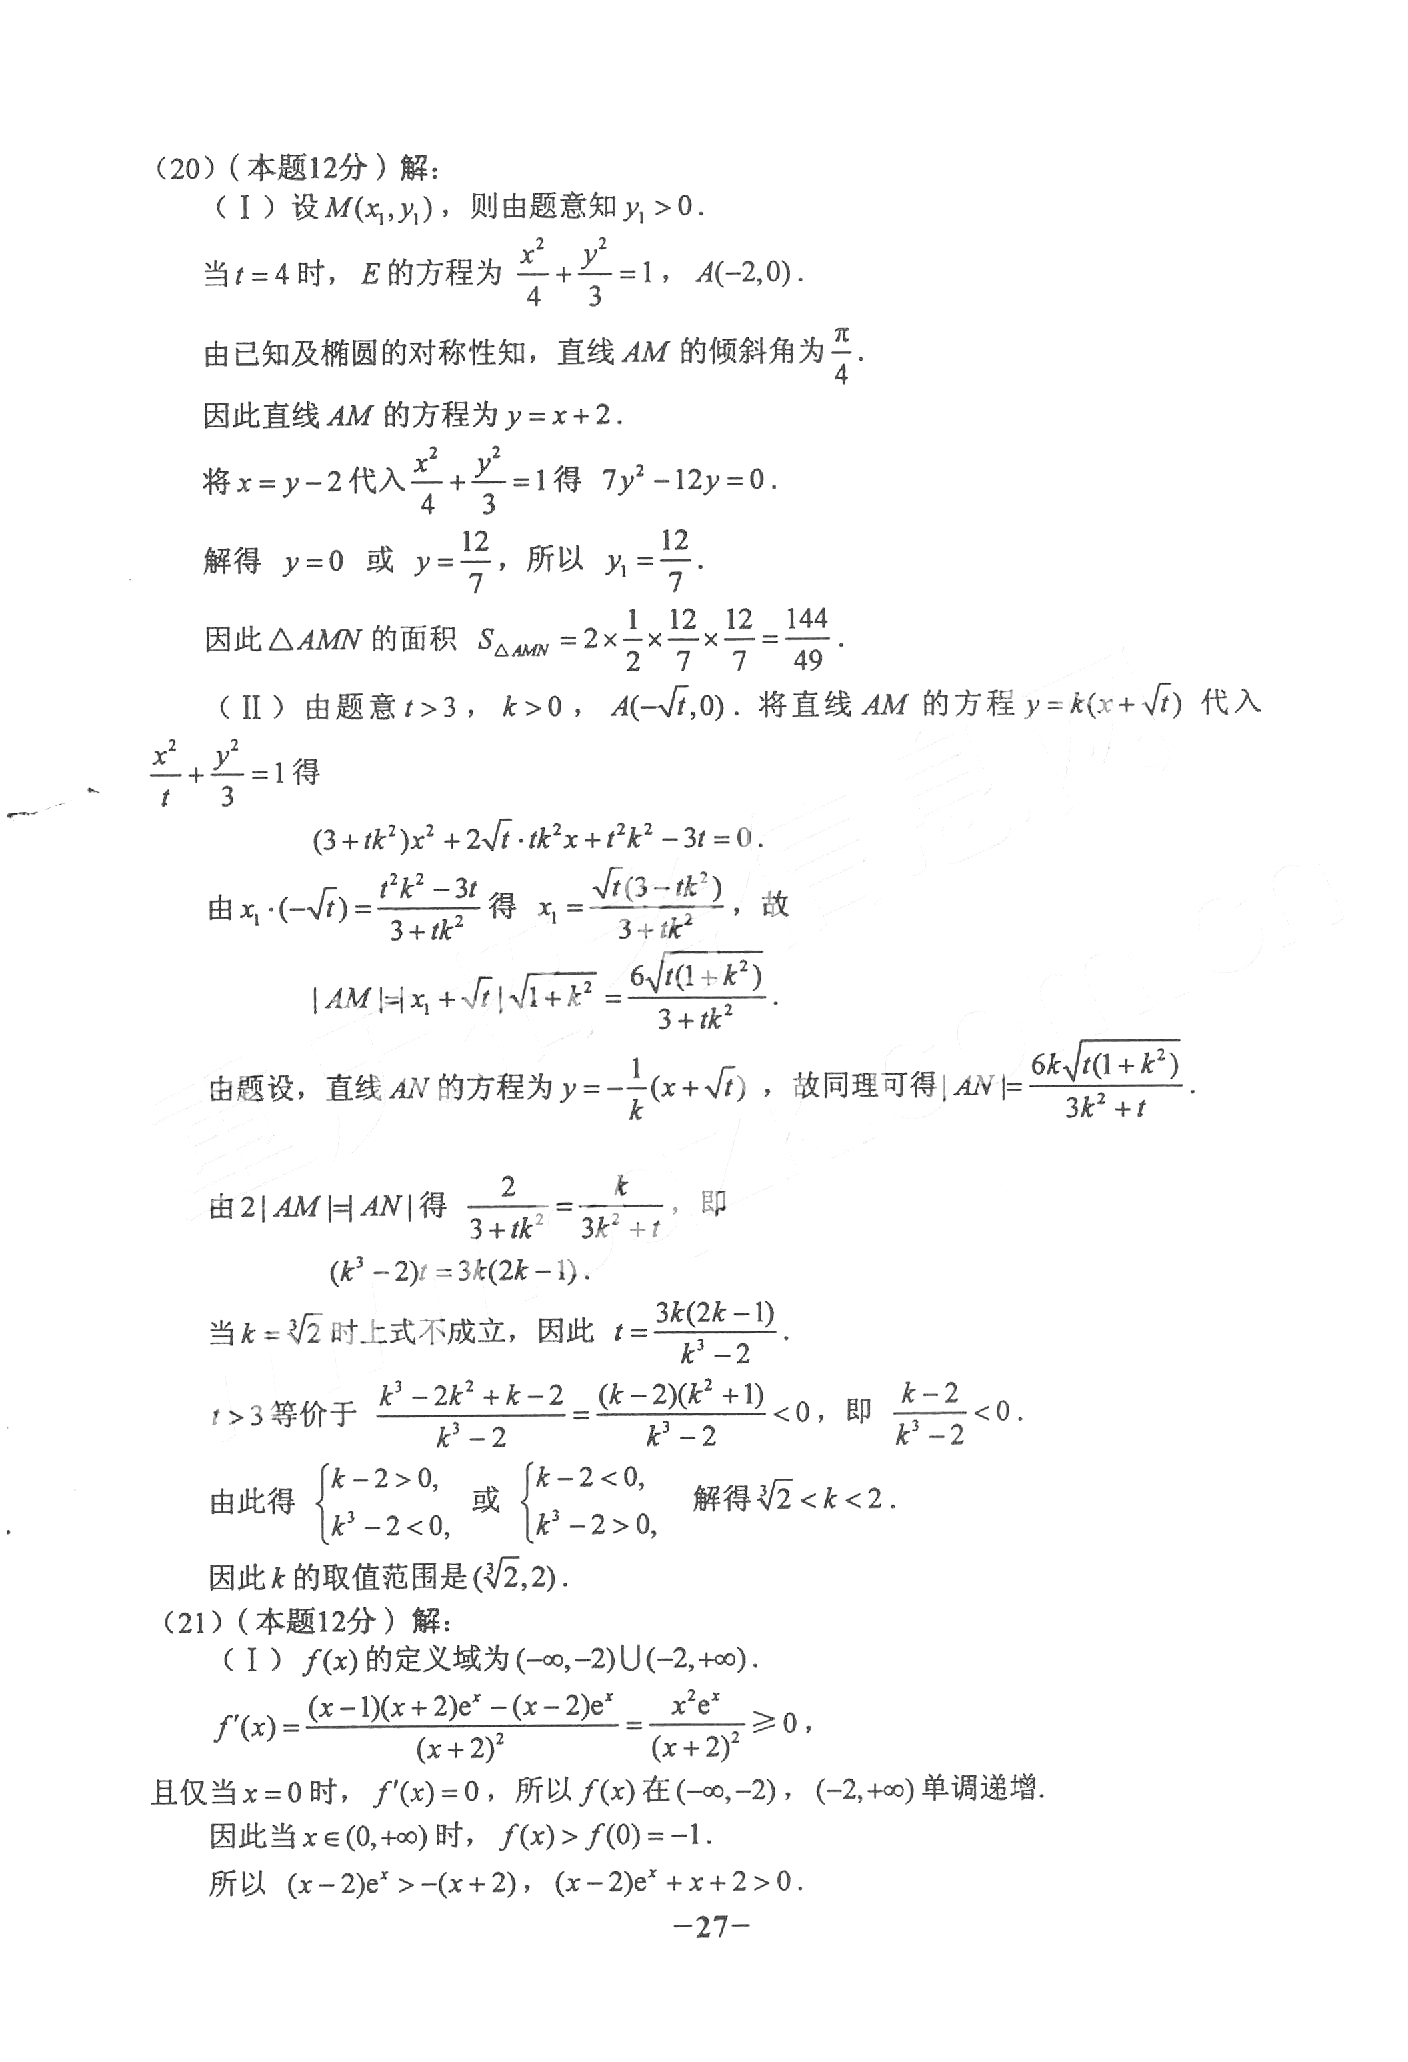 （20）（本题12分）解：
（Ⅰ）设M(x₁,y₁)，则由题意知y₁>0.
当t=4时，E的方程为 x²/4+y²/3=1，A(−2,0).
由已知及椭圆的对称性知，直线AM的倾斜角为π/4.
因此直线AM的方程为y=x+2.
将x=y−2代入x²/4+y²/3=1得 7y²−12y=0.
解得 y=0 或 y=12/7，所以 y₁=12/7.
因此△AMN的面积 S△AMN=2×1/2×12/7×12/7=144/49.
（Ⅱ）由题意t>3，k>0，A(−√t,0). 将直线AM的方程y=k(x+√t)代入
x²/t+y²/3=1得
(3+tk²)x²+2√t·tk²x+t²k²−3t=0.
由x₁·(−√t)=(t²k²−3t)/(3+tk²)得 x₁=√t(3−tk²)/(3+tk²)，故
|AM|=|x₁+√t|√(1+k²)=6√(t(1+k²))/(3+tk²).
由题设，直线AN的方程为y=−1/k(x+√t)，故同理可得|AN|=6k√(t(1+k²))/(3k²+t).
由2|AM|=|AN|得 2/(3+tk²)=k/(3k²+t)，即
(k³−2)t=3k(2k−1).
当k=∛2时上式不成立，因此 t=3k(2k−1)/(k³−2).
t>3等价于 (k³−2k²+k−2)/(k³−2)=(k−2)(k²+1)/(k³−2)<0，即 (k−2)/(k³−2)<0.
由此得 {k−2>0, k³−2<0, 或 {k−2<0, k³−2>0, 解得∛2<k<2.
因此k的取值范围是(∛2,2).
（21）（本题12分）解：
（Ⅰ）f(x)的定义域为(−∞,−2)∪(−2,+∞).
f′(x)=((x−1)(x+2)eˣ−(x−2)eˣ)/(x+2)²=x²eˣ/(x+2)²≥0，
且仅当x=0时，f′(x)=0，所以f(x)在(−∞,−2)，(−2,+∞)单调递增.
因此当x∈(0,+∞)时，f(x)>f(0)=−1.
所以 (x−2)eˣ>−(x+2)，(x−2)eˣ+x+2>0.
−27−